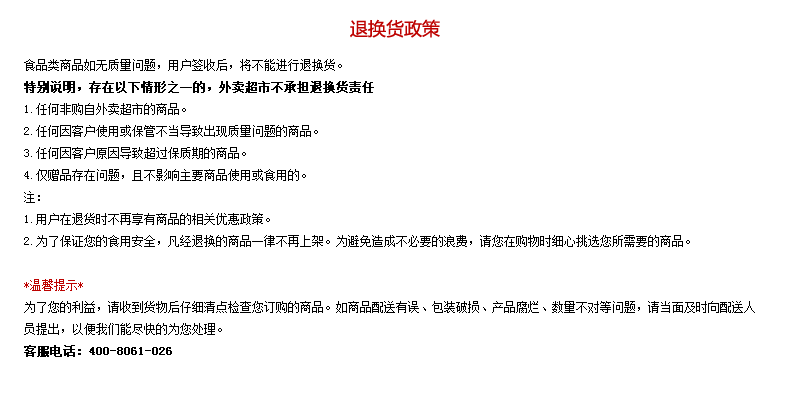 退换货政策
食品类商品如无质量问题，用户签收后，将不能进行退换货。
特别说明，存在以下情形之一的，外卖超市不承担退换货责任
1.任何非购自外卖超市的商品。
2.任何因客户使用或保管不当导致出现质量问题的商品。
3.任何因客户原因导致超过保质期的商品。
4.仅赠品存在问题，且不影响主要商品使用或食用的。
注：
1.用户在退货时不再享有商品的相关优惠政策。
2.为了保证您的食用安全，凡经退换的商品一律不再上架。为避免造成不必要的浪费，请您在购物时细心挑选您所需要的商品。
*温馨提示*
为了您的利益，请收到货物后仔细清点检查您订购的商品。如商品配送有误、包装破损、产品腐烂、数量不对等问题，请当面及时向配送人
员提出，以便我们能尽快的为您处理。
客服电话：400-8061-026